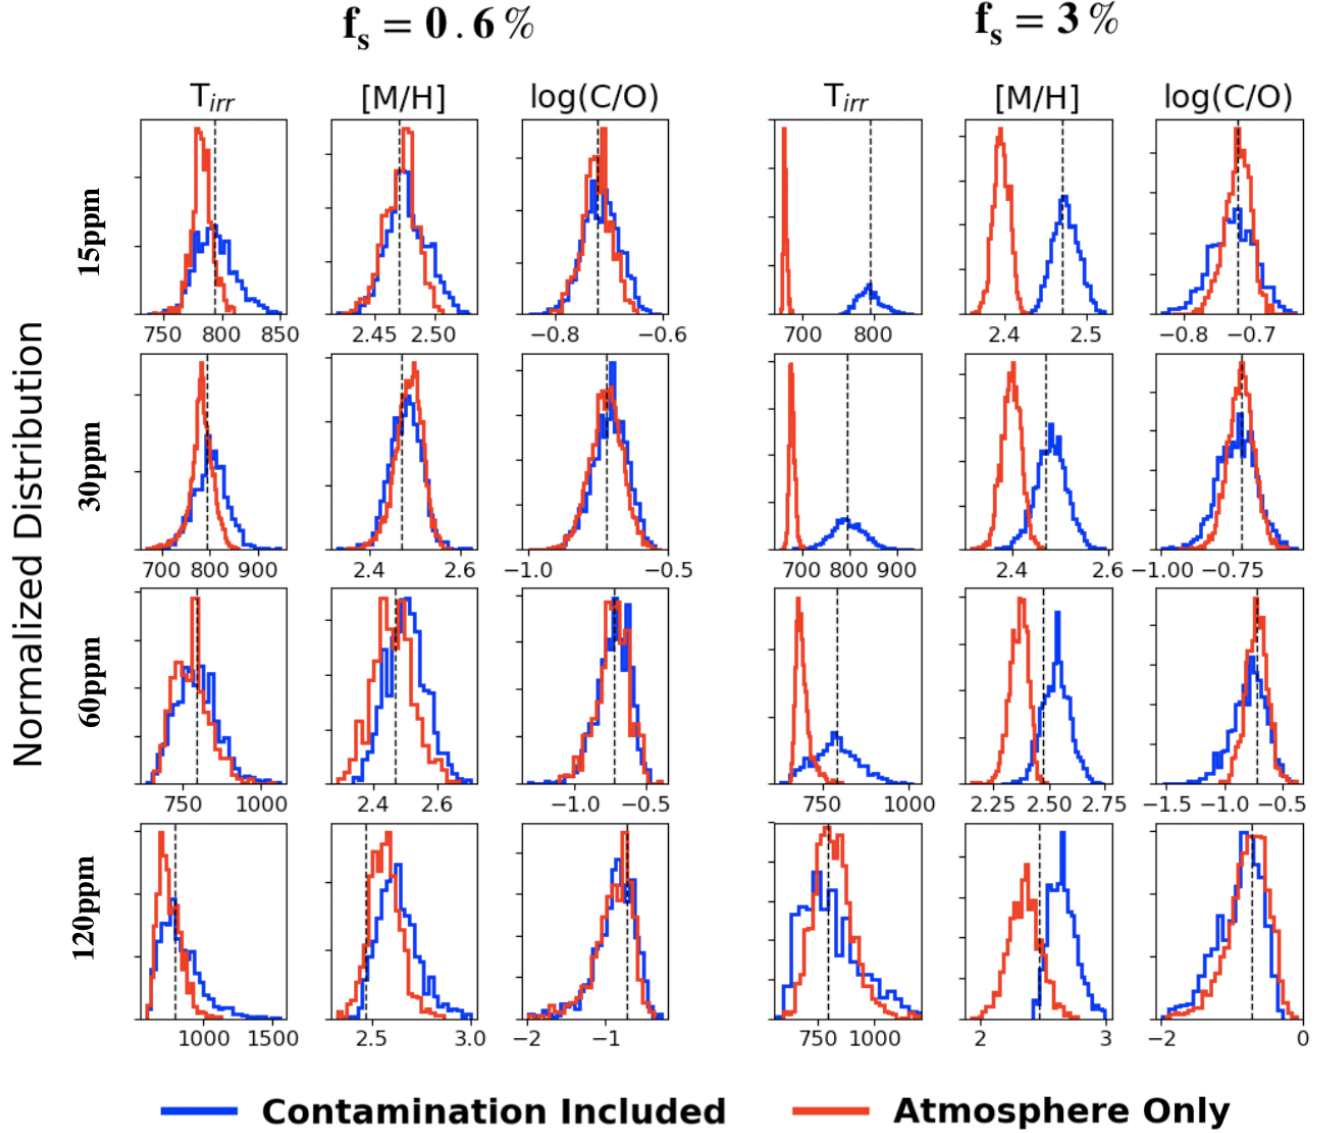 f_s = 0.6%
f_s = 3%
T_irr [M/H] log(C/O) T_irr [M/H] log(C/O)
Normalized Distribution
15ppm
750 800 850 2.45 2.50 −0.8 −0.6 700 800 2.4 2.5 −0.8 −0.7
30ppm
700 800 900 2.4 2.6 −1.0 −0.5 700 800 900 2.4 2.6 −1.00 −0.75
60ppm
750 1000 2.4 2.6 −1.0 −0.5 750 1000 2.25 2.50 2.75 −1.5 −1.0 −0.5
120ppm
1000 1500 2.5 3.0 −2 −1 750 1000 2 3 −2 0
Contamination Included
Atmosphere Only